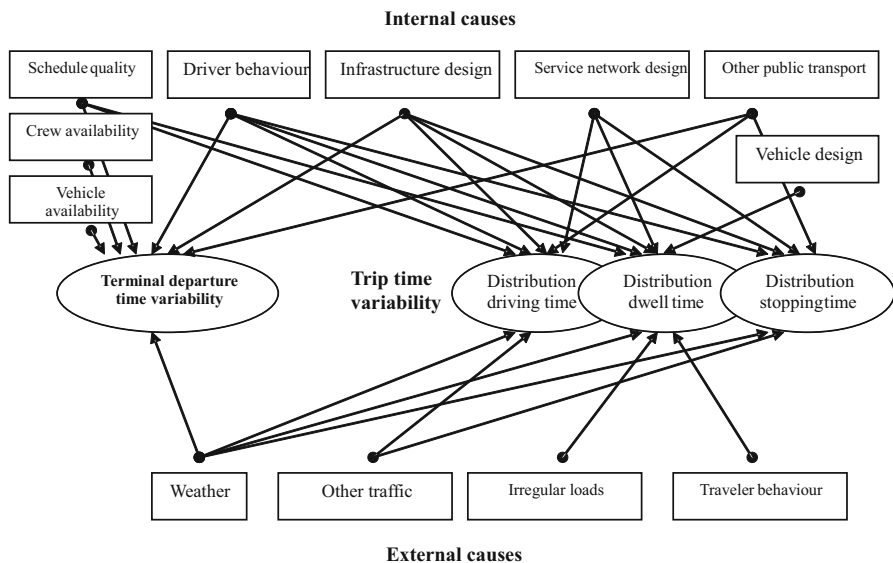 Internal causes
Schedule quality
Driver behaviour
Infrastructure design
Service network design
Other public transport
Crew availability
Vehicle design
Vehicle
availability
Terminal departure
time variability
Trip time
variability
Distribution
driving time
Distribution
dwell time
Distribution
stoppingtime
Weather
Other traffic
Irregular loads
Traveler behaviour
External causes